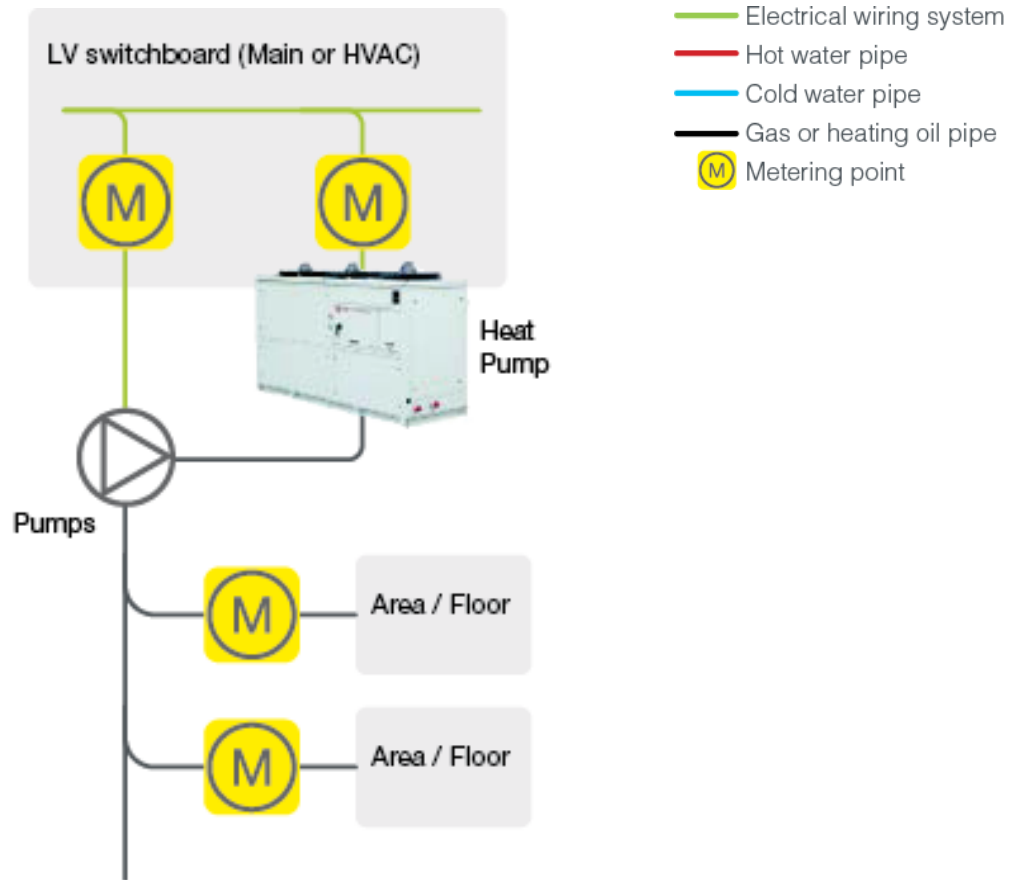 LV switchboard (Main or HVAC)
M
M
Heat
Pump
Pumps
M
Area / Floor
M
Area / Floor
Electrical wiring system
Hot water pipe
Cold water pipe
Gas or heating oil pipe
M
Metering point